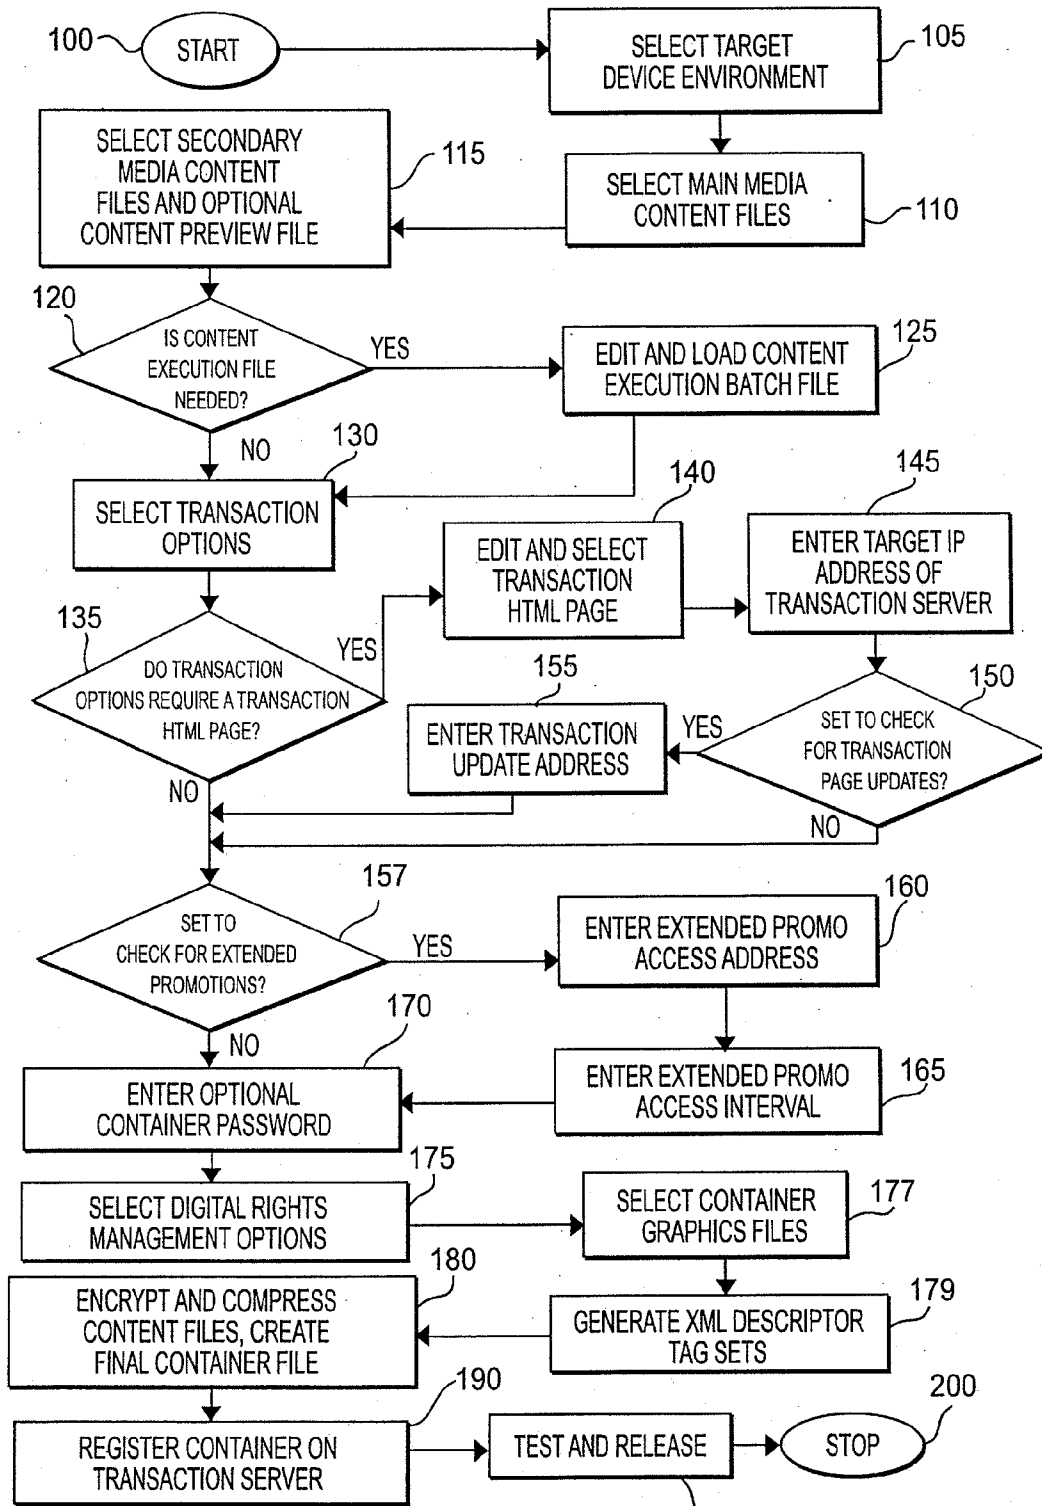 100
START
SELECT TARGET
DEVICE ENVIRONMENT
105
SELECT MAIN MEDIA
CONTENT FILES
110
SELECT SECONDARY
MEDIA CONTENT
FILES AND OPTIONAL
CONTENT PREVIEW FILE
115
120
IS CONTENT
EXECUTION FILE
NEEDED?
YES
NO
EDIT AND LOAD CONTENT
EXECUTION BATCH FILE
125
130
SELECT TRANSACTION
OPTIONS
135
DO TRANSACTION
OPTIONS REQUIRE A TRANSACTION
HTML PAGE?
YES
NO
140
EDIT AND SELECT
TRANSACTION
HTML PAGE
145
ENTER TARGET IP
ADDRESS OF
TRANSACTION SERVER
150
SET TO CHECK
FOR TRANSACTION
PAGE UPDATES?
YES
NO
155
ENTER TRANSACTION
UPDATE ADDRESS
157
SET TO
CHECK FOR EXTENDED
PROMOTIONS?
YES
NO
160
ENTER EXTENDED PROMO
ACCESS ADDRESS
ENTER EXTENDED PROMO
ACCESS INTERVAL
165
170
ENTER OPTIONAL
CONTAINER PASSWORD
175
SELECT DIGITAL RIGHTS
MANAGEMENT OPTIONS
SELECT CONTAINER
GRAPHICS FILES
177
GENERATE XML DESCRIPTOR
TAG SETS
179
180
ENCRYPT AND COMPRESS
CONTENT FILES, CREATE
FINAL CONTAINER FILE
190
REGISTER CONTAINER ON
TRANSACTION SERVER
TEST AND RELEASE
STOP
200